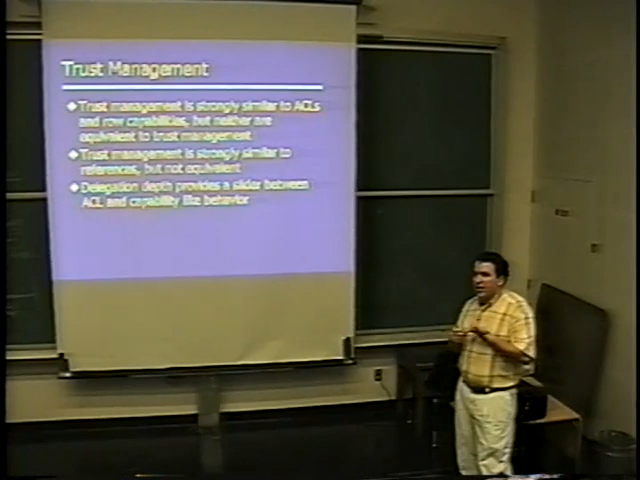 Trust Management
Trust management is strongly similar to ACLs
and row capabilities, but neither are
equivalent to trust management
Trust management is strongly similar to
references, but not equivalent
Delegation depth provides a slider between
ACL and capability like behavior